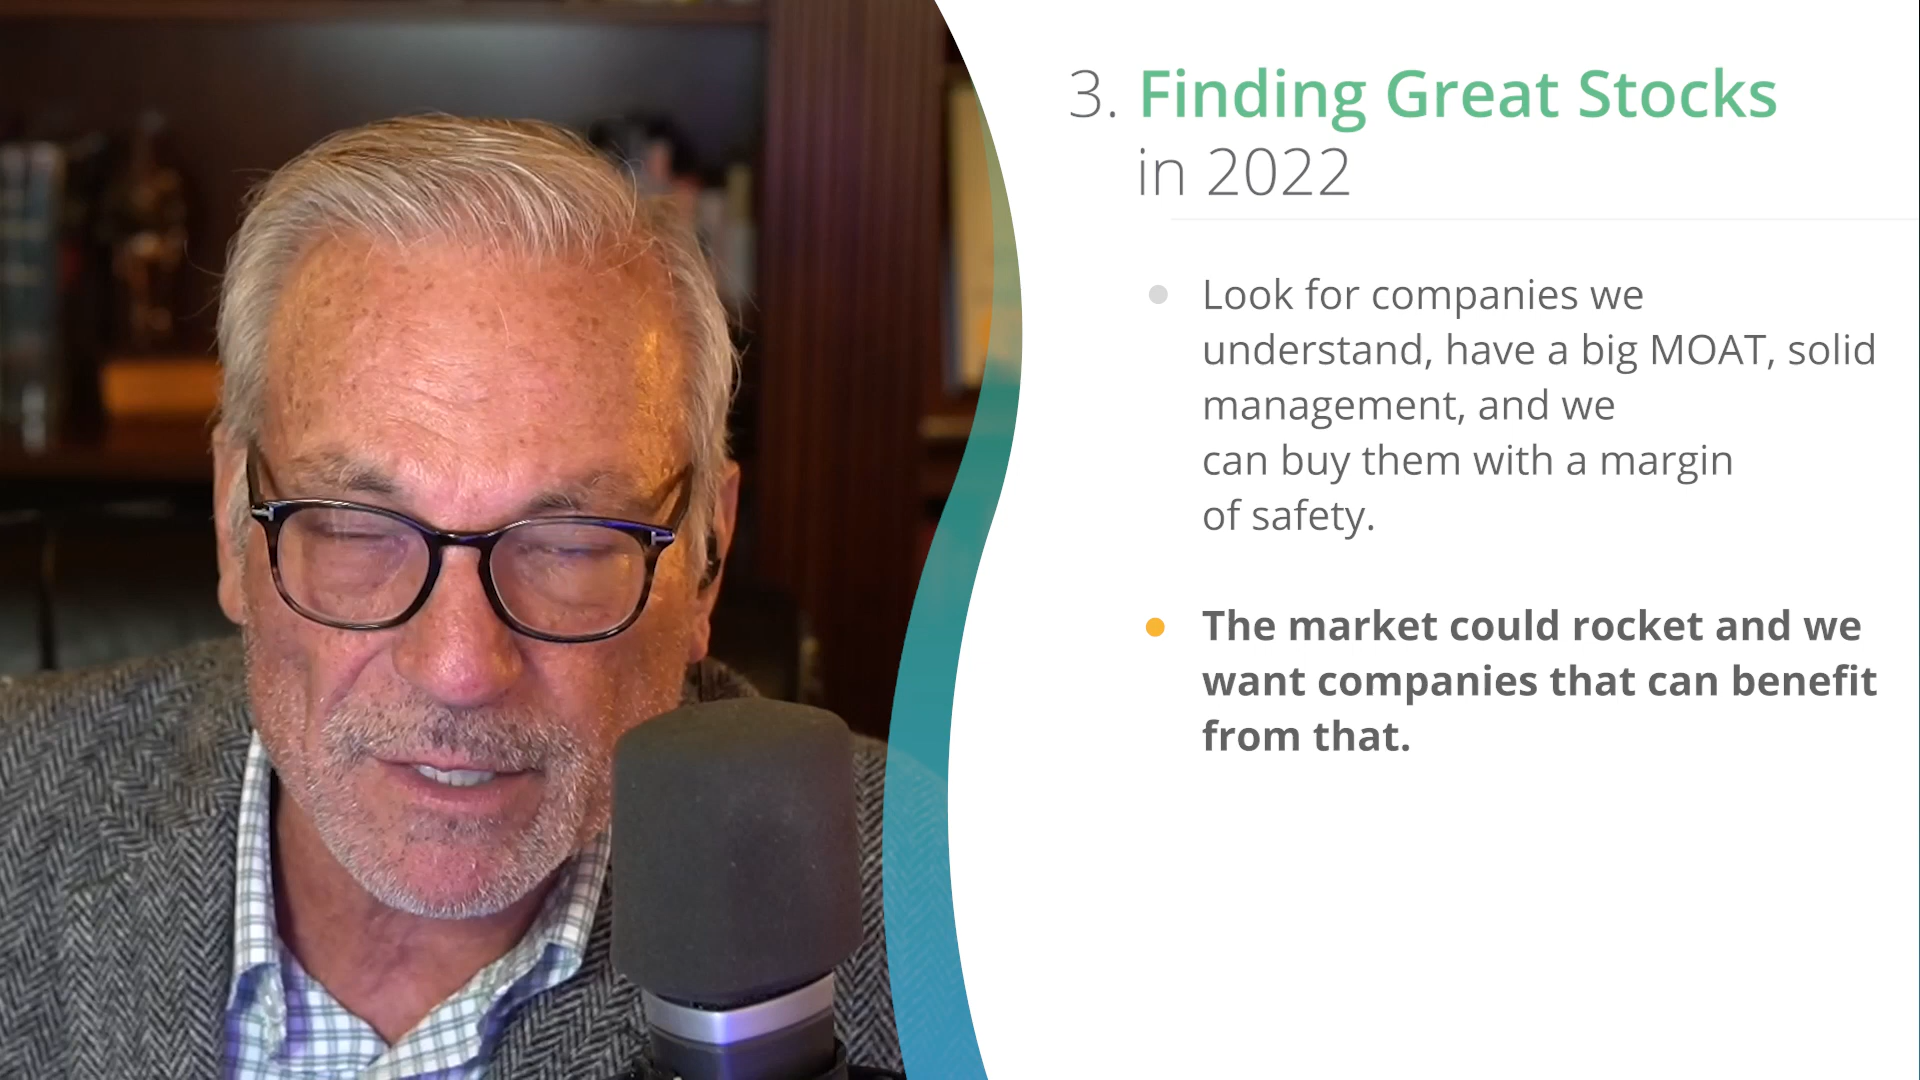 3. Finding Great Stocks
in 2022
Look for companies we
understand, have a big MOAT, solid
management, and we
can buy them with a margin
of safety.
The market could rocket and we
want companies that can benefit
from that.